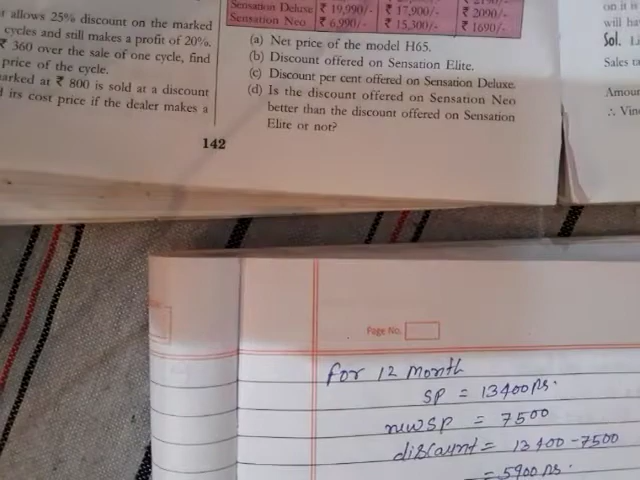 r allows 25% discount on the marked
cycles and still makes a profit of 20%.
₹ 360 over the sale of one cycle, find
price of the cycle.
arked at ₹ 800 is sold at a discount
its cost price if the dealer makes a
Sensation Deluxe ₹ 19,990/- ₹ 17,900/- ₹ 2090/-
Sensation Neo ₹ 6,990/- ₹ 15,300/- ₹ 1690/-
(a) Net price of the model H65.
(b) Discount offered on Sensation Elite.
(c) Discount per cent offered on Sensation Deluxe.
(d) Is the discount offered on Sensation Neo
better than the discount offered on Sensation
Elite or not?
142
on it is
will ha
Sol. Li
Sales ta
Amoun
∴ Vin
Page No.
for 12 month
SP = 13400 Rs.
new SP = 7500
discount = 13400 - 7500
= 5900 Rs.